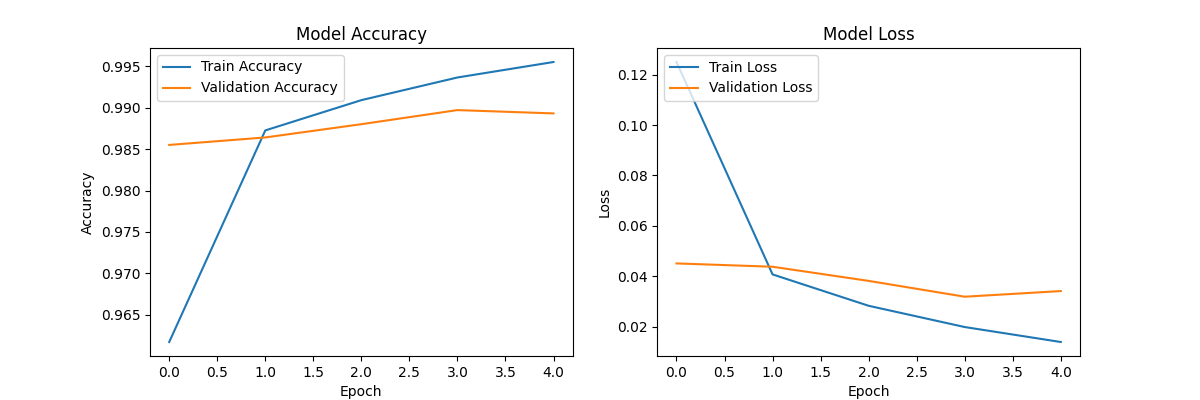 Model Accuracy
Train Accuracy
Validation Accuracy
Accuracy
0.995
0.990
0.985
0.980
0.975
0.970
0.965
0.0 0.5 1.0 1.5 2.0 2.5 3.0 3.5 4.0
Epoch
Model Loss
Train Loss
Validation Loss
Loss
0.12
0.10
0.08
0.06
0.04
0.02
0.0 0.5 1.0 1.5 2.0 2.5 3.0 3.5 4.0
Epoch